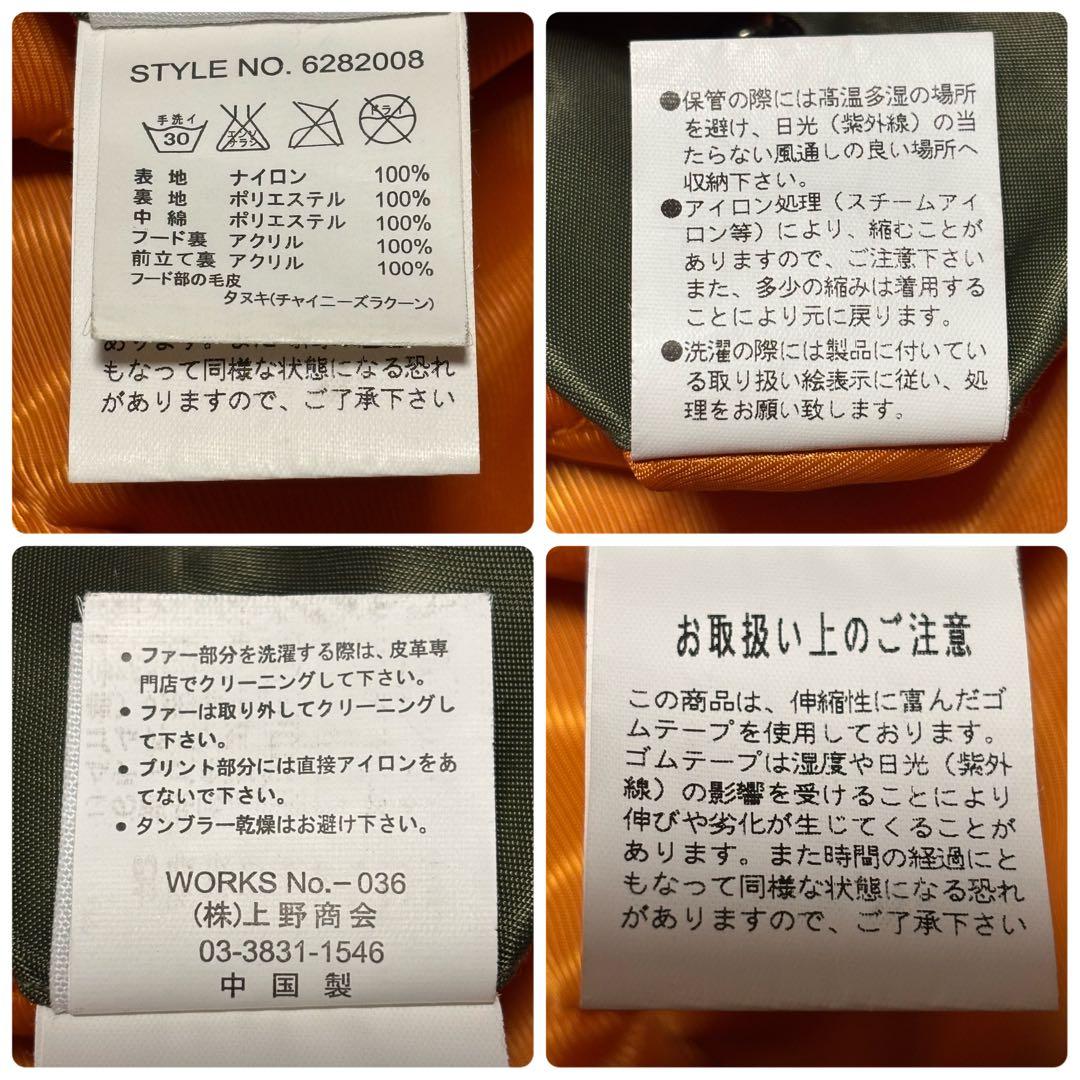 STYLE NO. 6282008
手洗イ
30
エンソ
サラシ
ドライ
表 地 ナイロン 100%
裏 地 ポリエステル 100%
中 綿 ポリエステル 100%
フード裏 アクリル 100%
前立て裏 アクリル 100%
フード部の毛皮
タヌキ(チャイニーズラクーン)
もなって同様な状態になる恐れ
がありますので、ご了承下さい
●保管の際には高温多湿の場所
を避け、日光（紫外線）の当
たらない風通しの良い場所へ
収納下さい。
●アイロン処理（スチームアイ
ロン等）により、縮むことが
ありますので、ご注意下さい
また、多少の縮みは着用する
ことにより元に戻ります。
●洗濯の際には製品に付いてい
る取り扱い絵表示に従い、処
理をお願い致します。
● ファー部分を洗濯する際は、皮革専
門店でクリーニングして下さい。
● ファーは取り外してクリーニングし
て下さい。
● プリント部分には直接アイロンをあ
てないで下さい。
● タンブラー乾燥はお避け下さい。
WORKS No.－036
(株)上野商会
03-3831-1546
中 国 製
お取扱い上のご注意
この商品は、伸縮性に富んだゴ
ムテープを使用しております。
ゴムテープは湿度や日光（紫外
線）の影響を受けることにより
伸びや劣化が生じてくることが
あります。また時間の経過にと
もなって同様な状態になる恐れ
がありますので、ご了承下さい